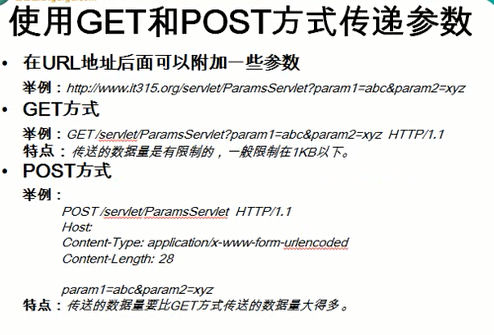 使用GET和POST方式传递参数
• 在URL地址后面可以附加一些参数
举例：http://www.it315.org/servlet/ParamsServlet?param1=abc&param2=xyz
• GET方式
举例：GET /servlet/ParamsServlet?param1=abc&param2=xyz HTTP/1.1
特点：传送的数据量是有限制的，一般限制在1KB以下。
• POST方式
举例：
POST /servlet/ParamsServlet HTTP/1.1
Host:
Content-Type: application/x-www-form-urlencoded
Content-Length: 28
param1=abc&param2=xyz
特点：传送的数据量要比GET方式传送的数据量大得多。